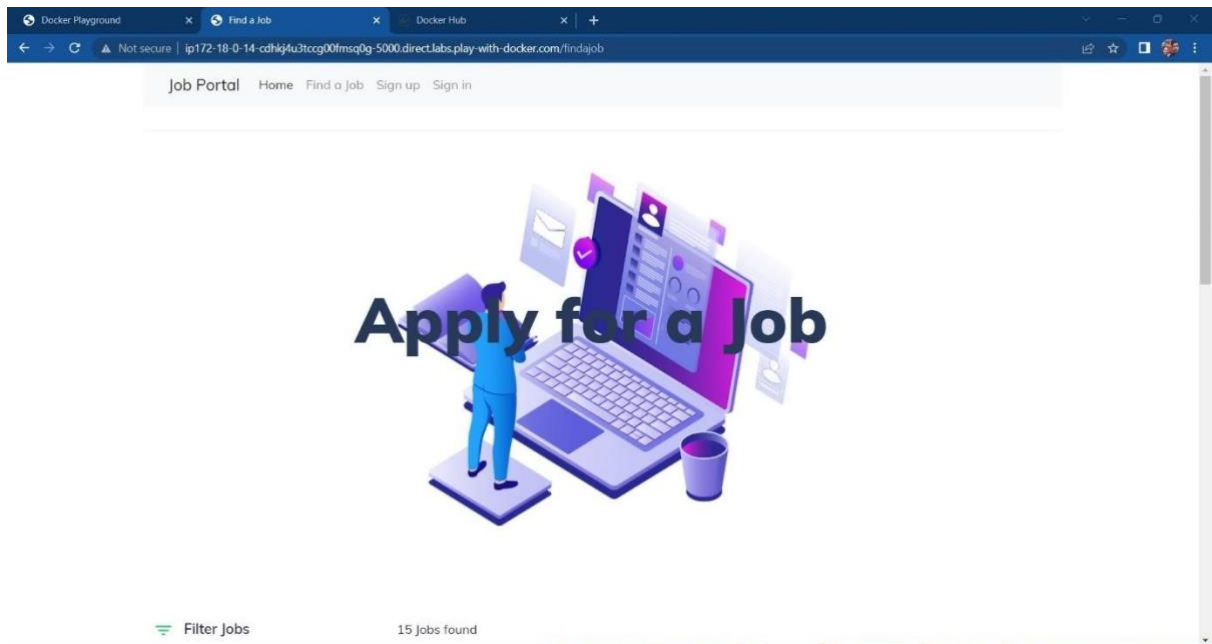 Docker Playground
Find a Job
Docker Hub
Not secure
ip172-18-0-14-cdhkj4u3tccg00fmsq0g-5000.direct.labs.play-with-docker.com/findajob
Job Portal Home Find a Job Sign up Sign in
Apply for a Job
Filter Jobs 15 Jobs found